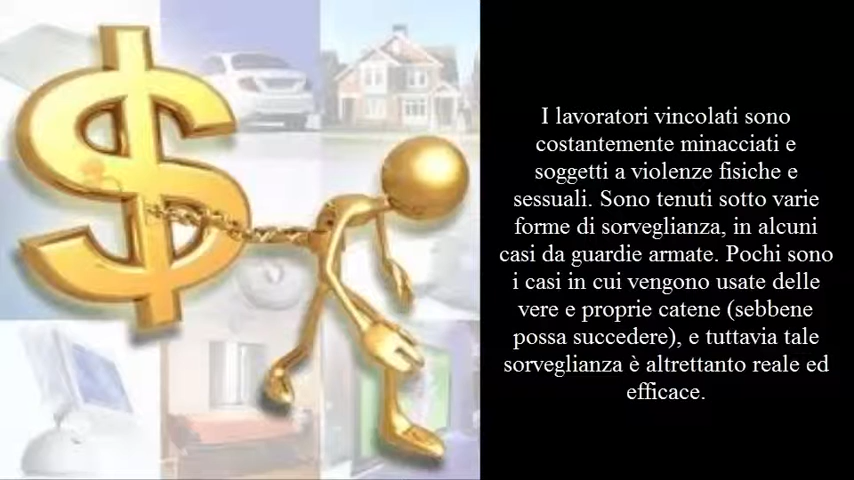 I lavoratori vincolati sono
costantemente minacciati e
soggetti a violenze fisiche e
sessuali. Sono tenuti sotto varie
forme di sorveglianza, in alcuni
casi da guardie armate. Pochi sono
i casi in cui vengono usate delle
vere e proprie catene (sebbene
possa succedere), e tuttavia tale
sorveglianza è altrettanto reale ed
efficace.